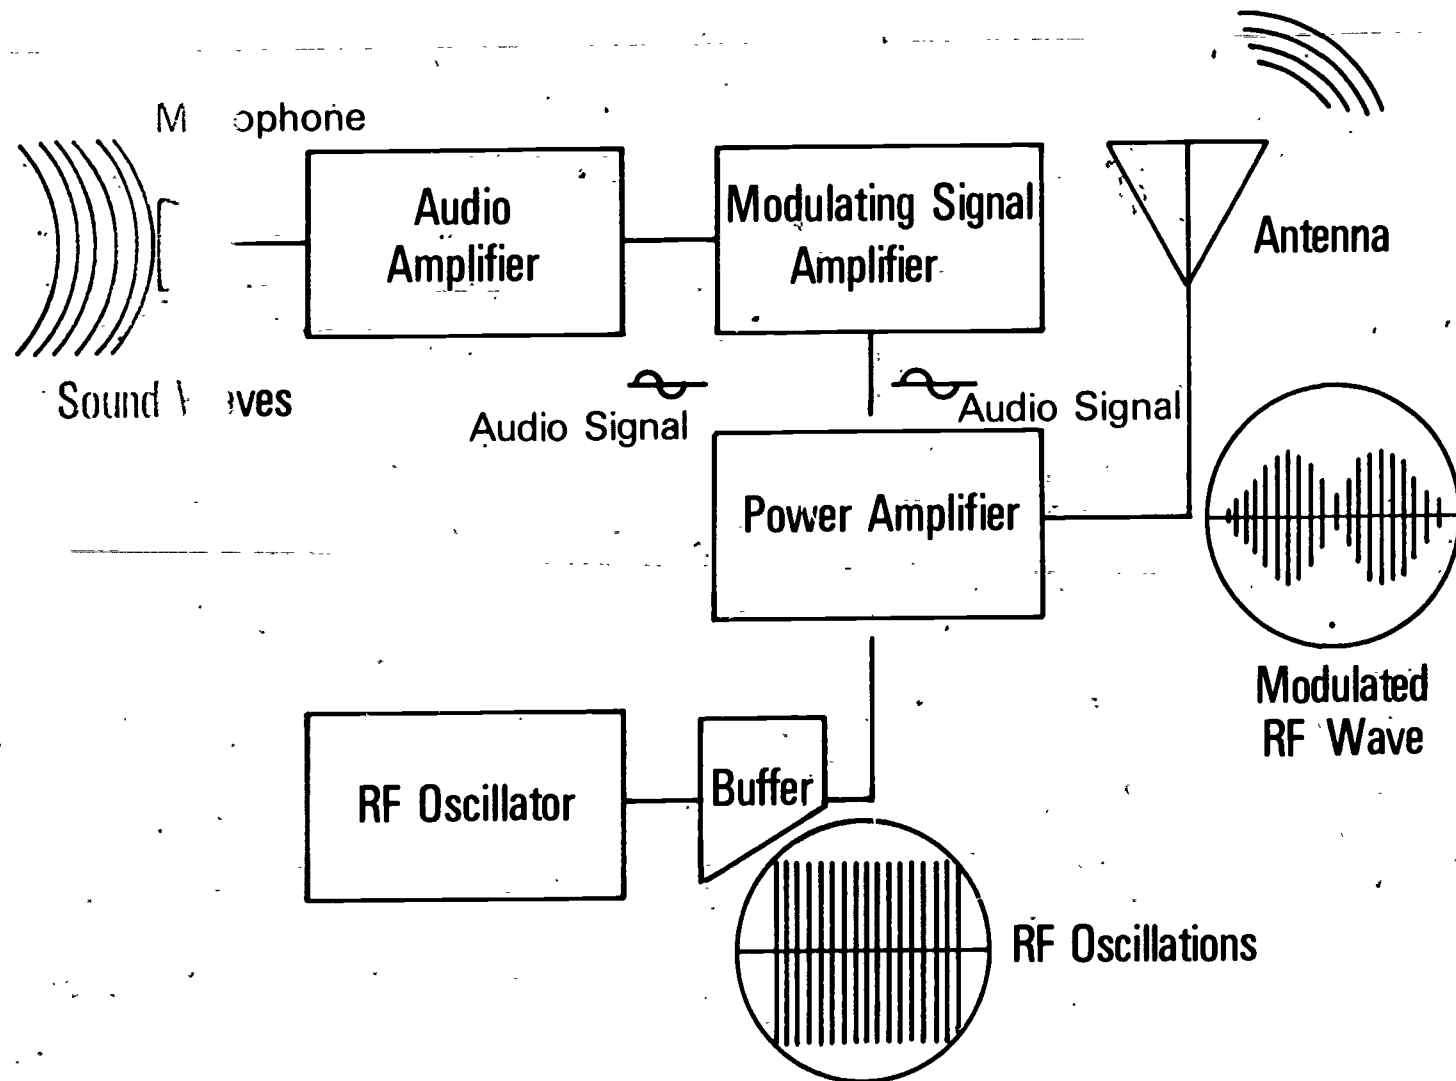 M ophone
Audio
Amplifier
Modulating Signal
Amplifier
Antenna
Sound ves
Audio Signal
Audio Signal
Power Amplifier
Modulated
RF Wave
RF Oscillator
Buffer
RF Oscillations